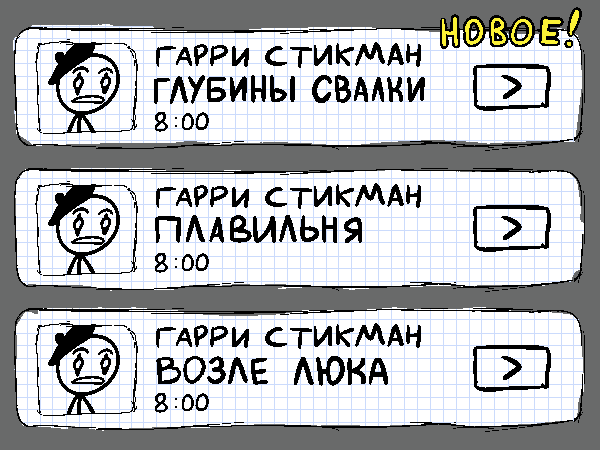 НОВОЕ!
ГАРРИ СТИКМАН
ГЛУБИНЫ СВАЛКИ
8:00
>
ГАРРИ СТИКМАН
ПЛАВИЛЬНЯ
8:00
>
ГАРРИ СТИКМАН
ВОЗЛЕ ЛЮКА
8:00
>